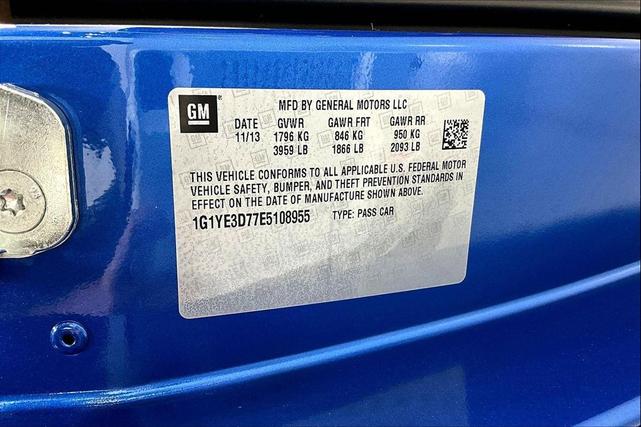 GM
MFD BY GENERAL MOTORS LLC
DATE GVWR GAWR FRT GAWR RR
11/13 1796 KG 846 KG 950 KG
3959 LB 1866 LB 2093 LB
THIS VEHICLE CONFORMS TO ALL APPLICABLE U.S. FEDERAL MOTOR
VEHICLE SAFETY, BUMPER, AND THEFT PREVENTION STANDARDS IN
EFFECT ON THE DATE OF MANUFACTURE SHOWN ABOVE.
1G1YE3D77E5108955 TYPE: PASS CAR